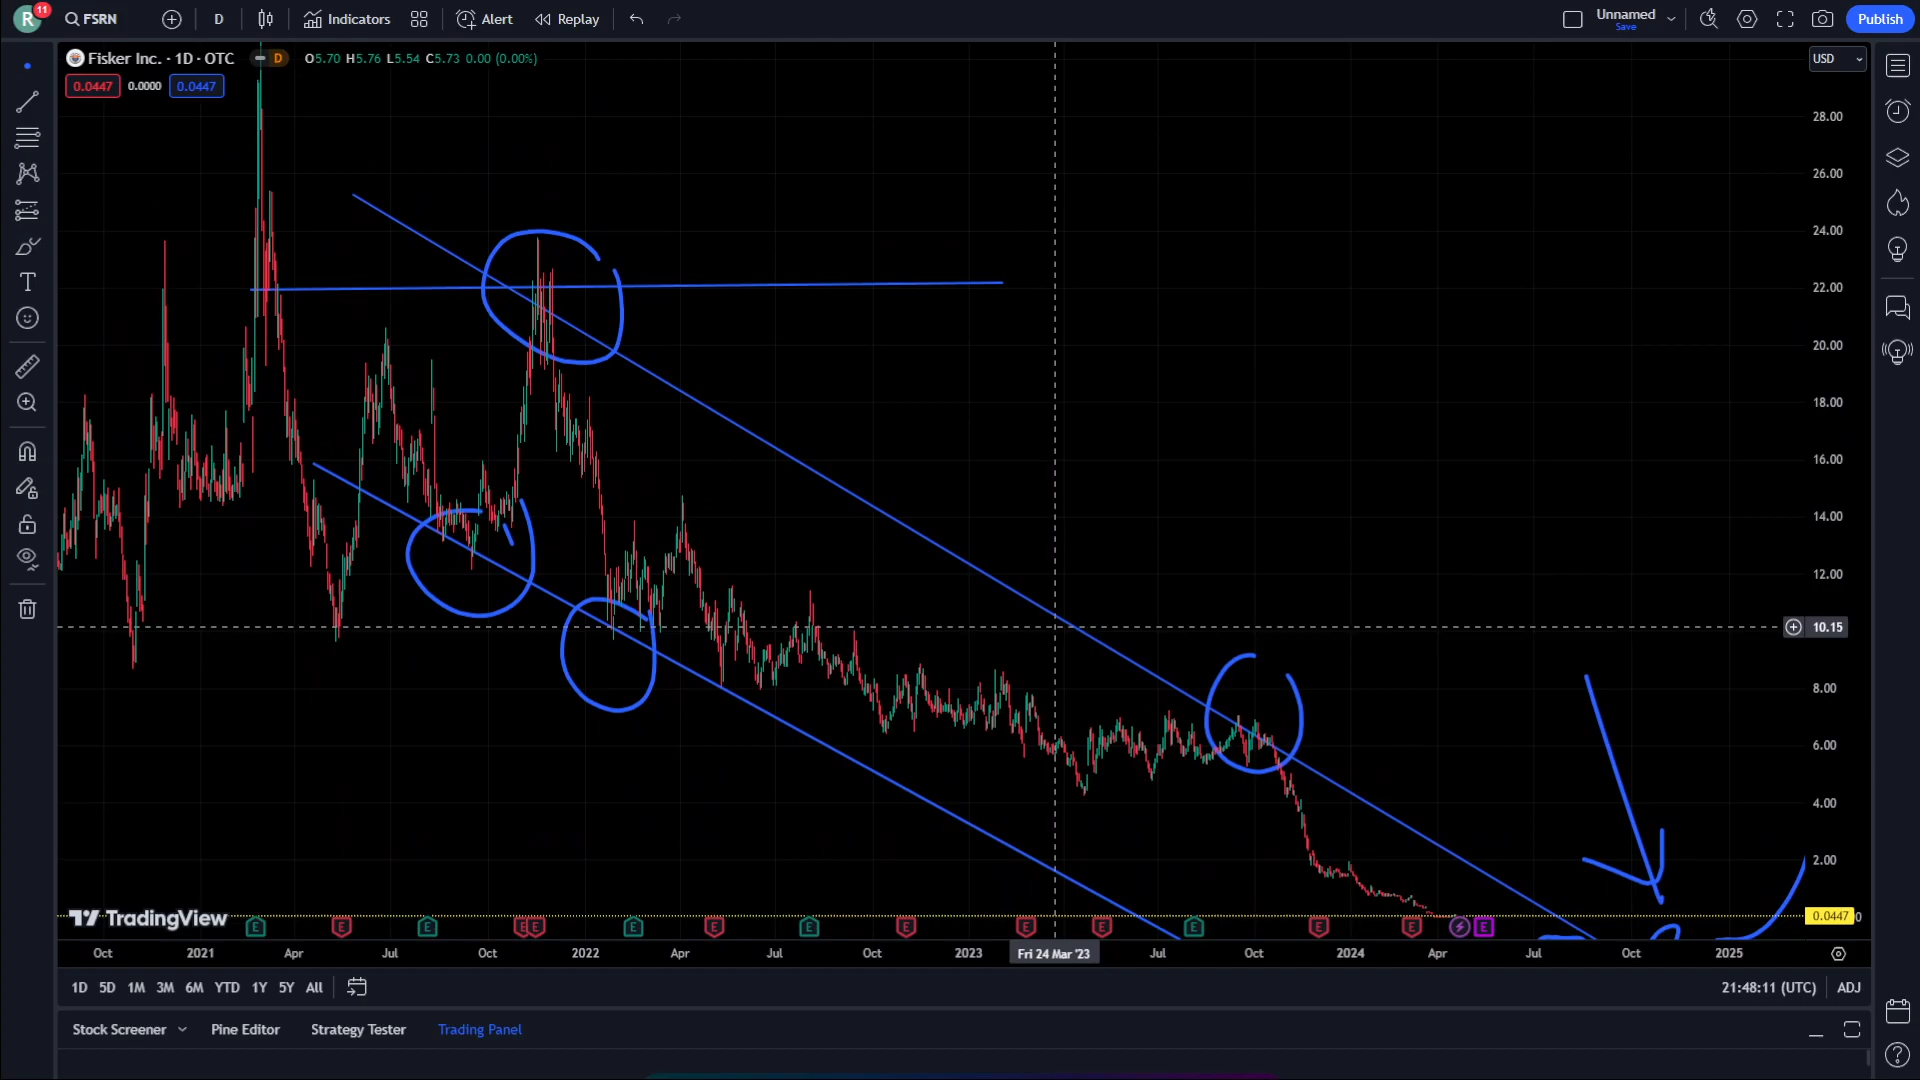 R 11 FSRN D Indicators Alert Replay Unnamed Save Publish
Fisker Inc. · 1D · OTC D O5.70 H5.76 L5.54 C5.73 0.00 (0.00%) USD
0.0447 0.0000 0.0447
28.00
26.00
24.00
22.00
20.00
18.00
16.00
14.00
12.00
10.15
8.00
6.00
4.00
2.00
TradingView
E E E E E E E E E E E E E E E E 0.0447 0
Oct 2021 Apr Jul Oct 2022 Apr Jul Oct 2023 Fri 24 Mar '23 Jul Oct 2024 Apr Jul Oct 2025
1D 5D 1M 3M 6M YTD 1Y 5Y All 21:48:11 (UTC) ADJ
Stock Screener Pine Editor Strategy Tester Trading Panel